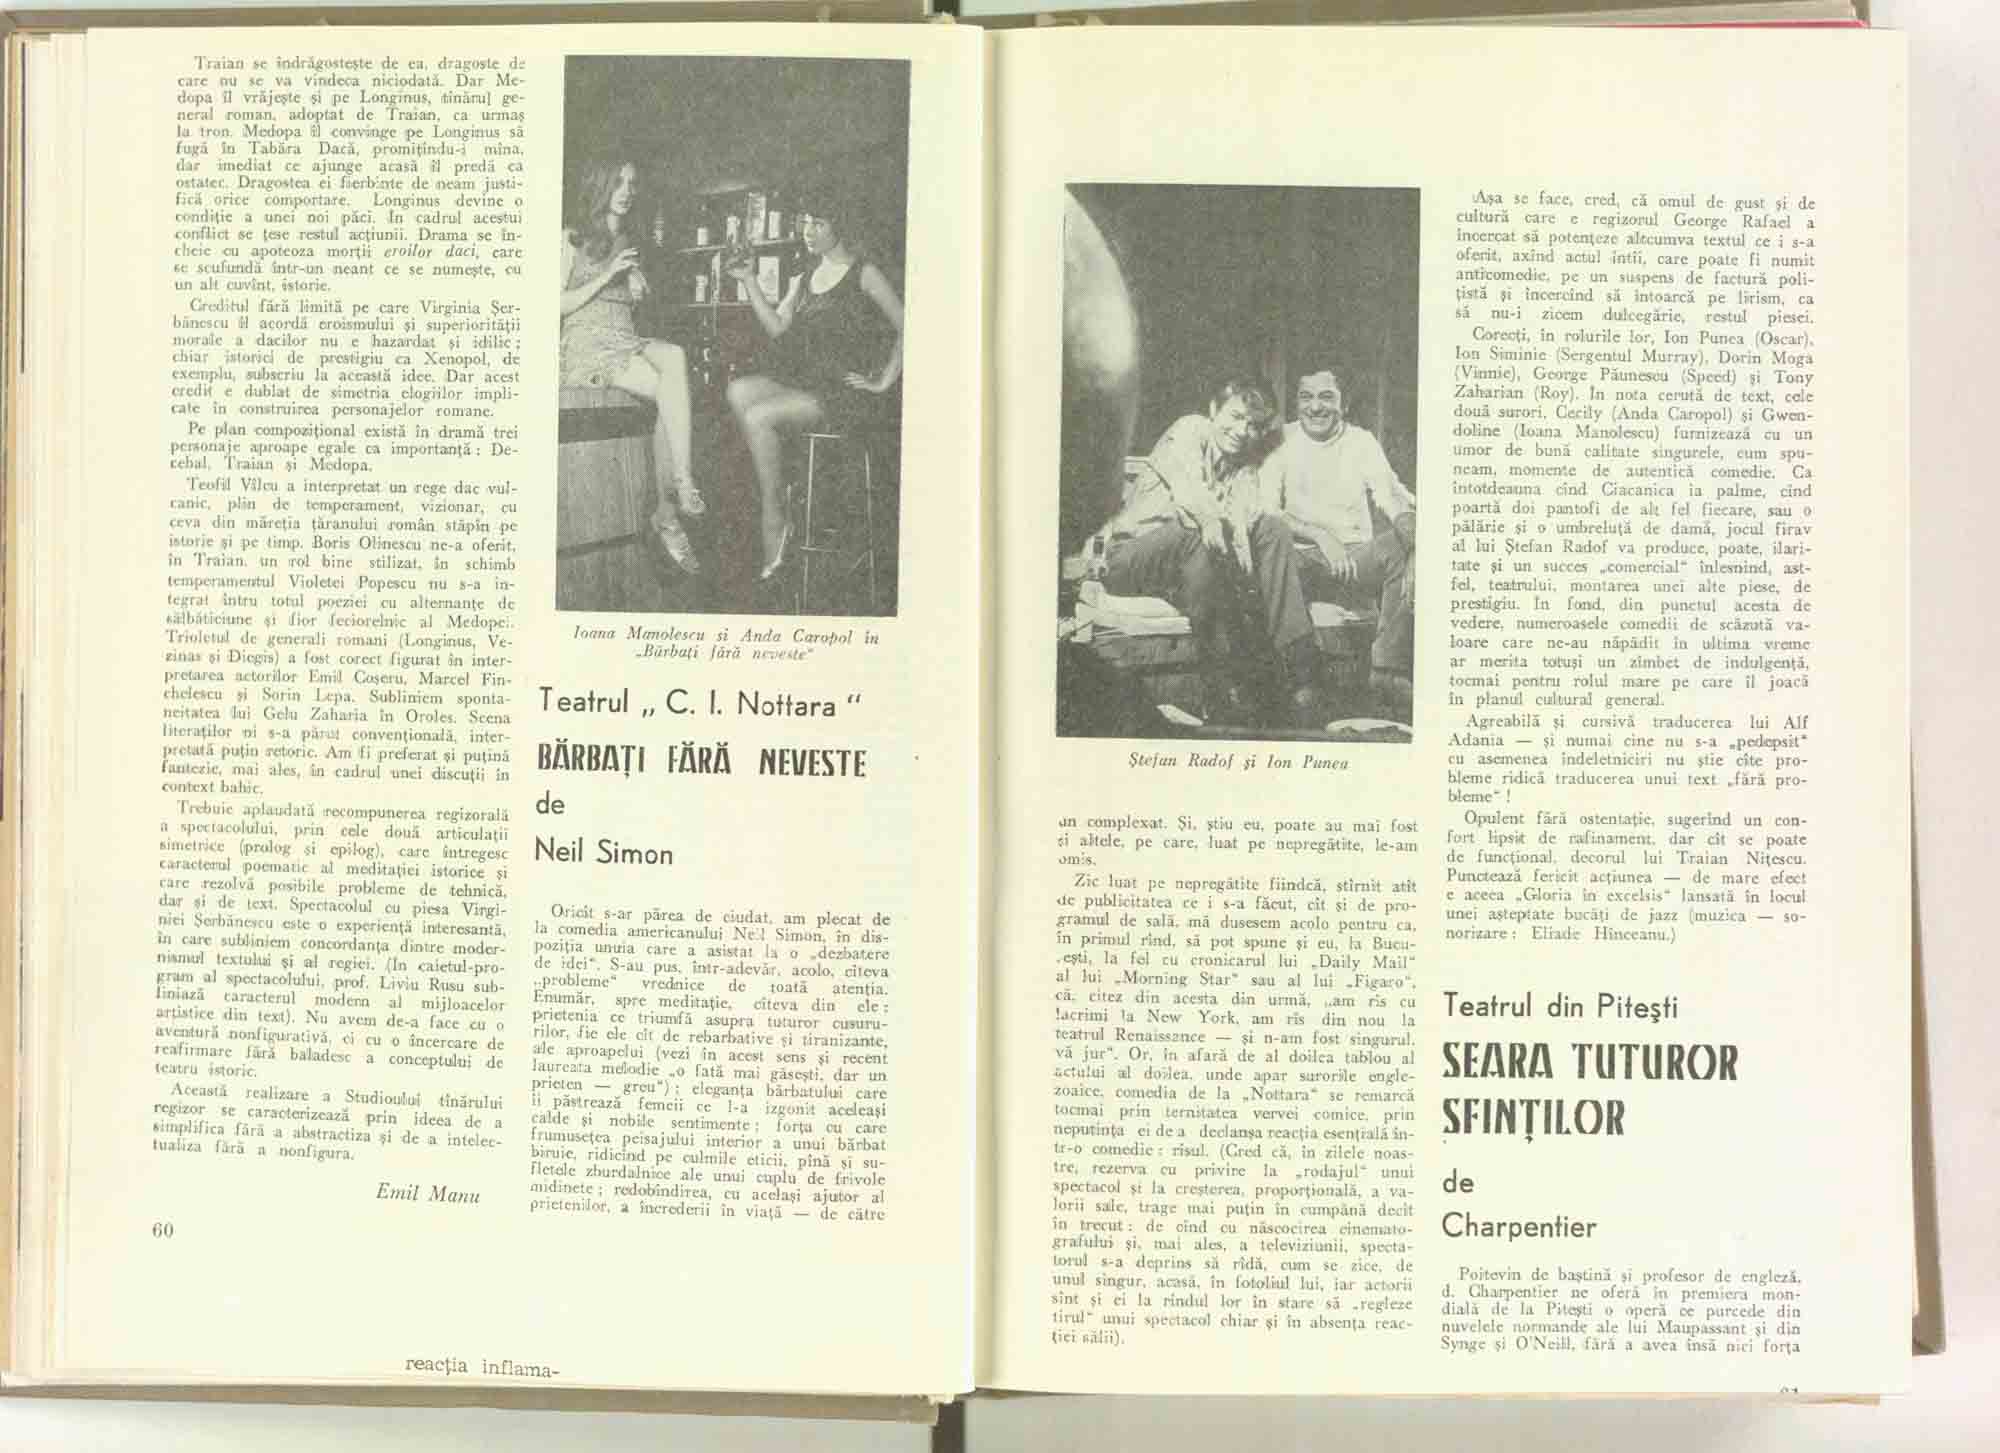 Traian se îndrăgostește de ea, dragoste de
care nu se va vindeca niciodată. Dar Me-
dopa îl vrăjește și pe Longinus, tînărul ge-
neral roman, adoptat de Traian, ca urmaș
la tron. Medopa îl convinge pe Longinus să
fugă în Tabăra Dacă, promițîndu-i mîna,
dar imediat ce ajunge acasă îl predă ca
ostatec. Dragostea ei fierbinte de neam justi-
fică orice comportare. Longinus devine o
condiție a unei noi păci. În cadrul acestui
conflict se țese restul acțiunii. Drama se în-
cheie cu apoteoza morții eroilor daci, care
se scufundă într-un neant ce se numește, cu
un alt cuvînt, istorie.
Creditul fără limită pe care Virginia Șer-
bănescu îl acordă eroismului și superiorității
morale a dacilor nu e hazardat și idilic ;
chiar istorici de prestigiu ca Xenopol, de
exemplu, subscriu la această idee. Dar acest
credit e dublat de simetria elogiilor impli-
cate în construirea personajelor romane.
Pe plan compozițional există în dramă trei
personaje aproape egale ca importanță : De-
cebal, Traian și Medopa.
Teofil Vîlcu a interpretat un rege dac vul-
canic, plin de temperament, vizionar, cu
ceva din măreția țăranului român stăpîn pe
istorie și pe timp. Boris Olinescu ne-a oferit,
în Traian, un rol bine stilizat, în schimb
temperamentul Violetei Popescu nu s-a in-
tegrat întru totul poeziei cu alternanțe de
sălbăticiune și fior feciorelnic al Medopei.
Trioletul de generali romani (Longinus, Ve-
zinas și Diegis) a fost corect figurat în inter-
pretarea actorilor Emil Coșeru, Marcel Fin-
chelescu și Sorin Lepa. Subliniem sponta-
neitatea lui Gelu Zaharia în Oroles. Scena
literaților ni s-a părut convențională, inter-
pretată puțin retoric. Am fi preferat și puțină
fantezie, mai ales, în cadrul unei discuții în
context bahic.
Trebuie aplaudată recompunerea regizorală
a spectacolului, prin cele două articulații
simetrice (prolog și epilog), care întregesc
caracterul poematic al meditației istorice și
care rezolvă posibile probleme de tehnică,
dar și de text. Spectacolul cu piesa Virgi-
niei Șerbănescu este o experiență interesantă,
în care subliniem concordanța dintre moder-
nismul textului și al regiei. (În caietul-pro-
gram al spectacolului, prof. Liviu Rusu sub-
liniază caracterul modern al mijloacelor
artistice din text). Nu avem de-a face cu o
aventură nonfigurativă, ci cu o încercare de
reafirmare fără baladesc a conceptului de
teatru istoric.
Această realizare a Studioului tînărului
regizor se caracterizează prin ideea de a
simplifica fără a abstractiza și de a intelec-
tualiza fără a nonfigura.
Emil Manu
60
Ioana Manolescu si Anda Caropol în
„Bărbați fără neveste“
Teatrul „ C. I. Nottara “
BĂRBAȚI FĂRĂ NEVESTE
de
Neil Simon
Oricît s-ar părea de ciudat, am plecat de
la comedia americanului Neil Simon, în dis-
poziția unuia care a asistat la o „dezbatere
de idei“. S-au pus, într-adevăr, acolo, cîteva
„probleme“ vrednice de toată atenția.
Enumăr, spre meditație, cîteva din ele :
prietenia ce triumfă asupra tuturor cusuru-
rilor, fie ele cît de rebarbative și tiranizante,
ale aproapelui (vezi în acest sens și recent
laureata melodie „o fată mai găsești, dar un
prieten — greu“) ; eleganța bărbatului care
îi păstrează femeii ce l-a izgonit aceleași
calde și nobile sentimente ; forța cu care
frumusețea peisajului interior a unui bărbat
biruie, ridicînd pe culmile eticii, pînă și su-
fletele zburdalnice ale unui cuplu de frivole
midinete ; redobîndirea, cu același ajutor al
prietenilor, a încrederii în viață — de către
reacția inflama-
Ștefan Radof și Ion Punea
un complexat. Și, știu eu, poate au mai fost
și altele, pe care, luat pe nepregătite, le-am
omis.
Zic luat pe nepregătite fiindcă, stîrnit atît
de publicitatea ce i s-a făcut, cît și de pro-
gramul de sală, mă dusesem acolo pentru ca,
în primul rînd, să pot spune și eu, la Bucu-
rești, la fel cu cronicarul lui „Daily Mail“
al lui „Morning Star“ sau al lui „Figaro“,
că, citez din acesta din urmă, „am rîs cu
lacrimi la New York, am rîs din nou la
teatrul Renaissance — și n-am fost singurul,
vă jur“. Or, în afară de al doilea tablou al
actului al doilea, unde apar surorile engle-
zoaice, comedia de la „Nottara“ se remarcă
tocmai prin ternitatea vervei comice, prin
neputința ei de a declanșa reacția esențială în-
tr-o comedie : rîsul. (Cred că, în zilele noas-
tre, rezerva cu privire la „rodajul“ unui
spectacol și la creșterea, proporțională, a va-
lorii sale, trage mai puțin în cumpănă decît
în trecut : de cînd cu născocirea cinemato-
grafului și, mai ales, a televiziunii, specta-
torul s-a deprins să rîdă, cum se zice, de
unul singur, acasă, în fotoliul lui, iar actorii
sînt și ei la rîndul lor în stare să „regleze
tirul“ unui spectacol chiar și în absența reac-
ției sălii).
Așa se face, cred, că omul de gust și de
cultură care e regizorul George Rafael a
încercat să potențeze altcumva textul ce i s-a
oferit, axînd actul întîi, care poate fi numit
anticomedie, pe un suspens de factură poli-
țistă și încercînd să întoarcă pe lirism, ca
să nu-i zicem dulcegărie, restul piesei.
Corecți, în rolurile lor, Ion Punea (Oscar),
Ion Siminie (Sergentul Murray), Dorin Moga
(Vinnie), George Păunescu (Speed) și Tony
Zaharian (Roy). În nota cerută de text, cele
două surori, Cecily (Anda Caropol) și Gwen-
doline (Ioana Manolescu) furnizează cu un
umor de bună calitate singurele, cum spu-
neam, momente de autentică comedie. Ca
întotdeauna cînd Ciacanica ia palme, cînd
poartă doi pantofi de alt fel fiecare, sau o
pălărie și o umbreluță de damă, jocul firav
al lui Ștefan Radof va produce, poate, ilari-
tate și un succes „comercial“ înlesnind, ast-
fel, teatrului, montarea unei alte piese, de
prestigiu. În fond, din punctul acesta de
vedere, numeroasele comedii de scăzută va-
loare care ne-au năpădit în ultima vreme
ar merita totuși un zîmbet de indulgență,
tocmai pentru rolul mare pe care îl joacă
în planul cultural general.
Agreabilă și cursivă traducerea lui Alf
Adania — și numai cine nu s-a „pedepsit“
cu asemenea îndeletniciri nu știe cîte pro-
bleme ridică traducerea unui text „fără pro-
bleme“ !
Opulent fără ostentație, sugerînd un con-
fort lipsit de rafinament, dar cît se poate
de funcțional, decorul lui Traian Nițescu.
Punctează fericit acțiunea — de mare efect
e aceea „Gloria in excelsis“ lansată în locul
unei așteptate bucăți de jazz (muzica — so-
norizare : Eliade Hînceanu.)
Teatrul din Pitești
SEARA TUTUROR
SFINȚILOR
de
Charpentier
Poitevin de baștină și profesor de engleză,
d. Charpentier ne oferă în premiera mon-
dială de la Pitești o operă ce purcede din
nuvelele normande ale lui Maupassant și din
Synge și O'Neill, fără a avea însă nici forța